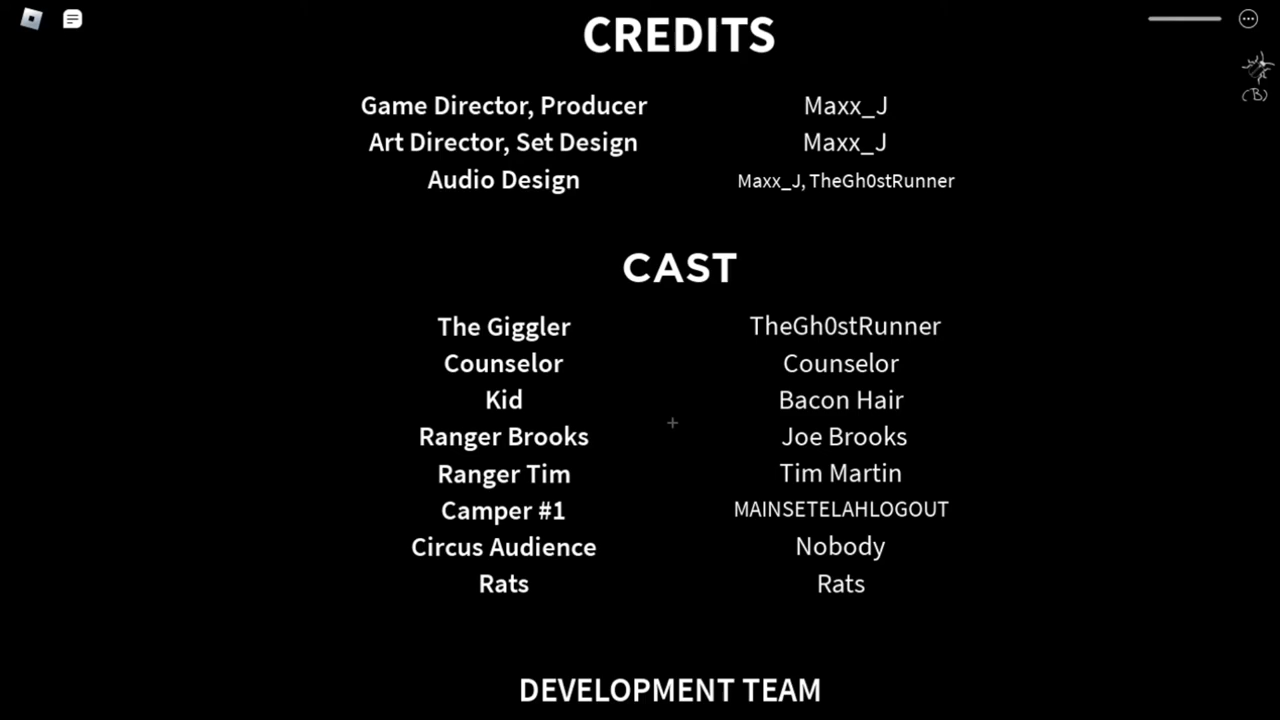 CREDITS
Game Director, Producer Maxx_J
Art Director, Set Design Maxx_J
Audio Design Maxx_J, TheGh0stRunner
CAST
The Giggler TheGh0stRunner
Counselor Counselor
Kid Bacon Hair
Ranger Brooks Joe Brooks
Ranger Tim Tim Martin
Camper #1 MAINSETELAHLOGOUT
Circus Audience Nobody
Rats Rats
DEVELOPMENT TEAM
(B)